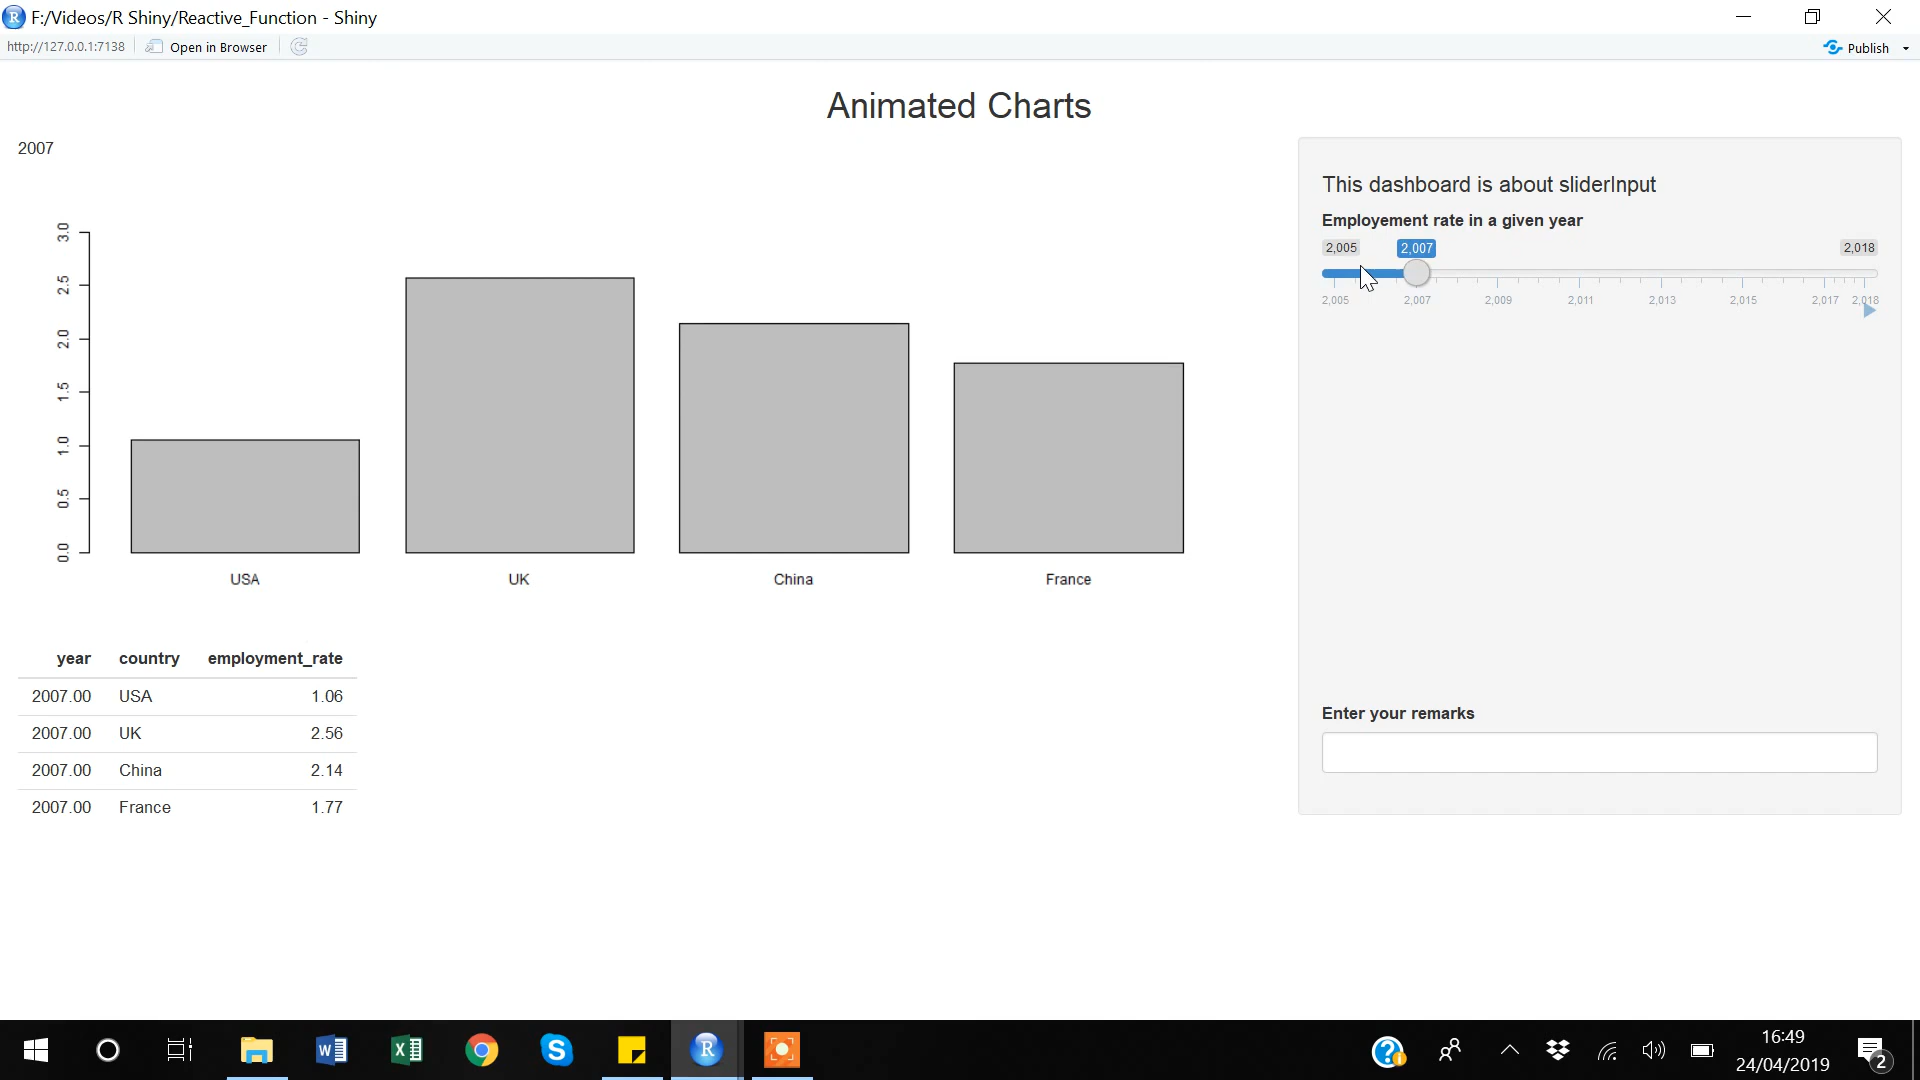 F:/Videos/R Shiny/Reactive_Function - Shiny
http://127.0.0.1:7138 Open in Browser Publish
Animated Charts
2007
3.0
2.5
2.0
1.5
1.0
0.5
0.0
USA UK China France
year country employment_rate
2007.00 USA 1.06
2007.00 UK 2.56
2007.00 China 2.14
2007.00 France 1.77
This dashboard is about sliderInput
Employement rate in a given year
2,005 2,007 2,018
2,005 2,007 2,009 2,011 2,013 2,015 2,017 2,018
Enter your remarks
16:49
24/04/2019
2